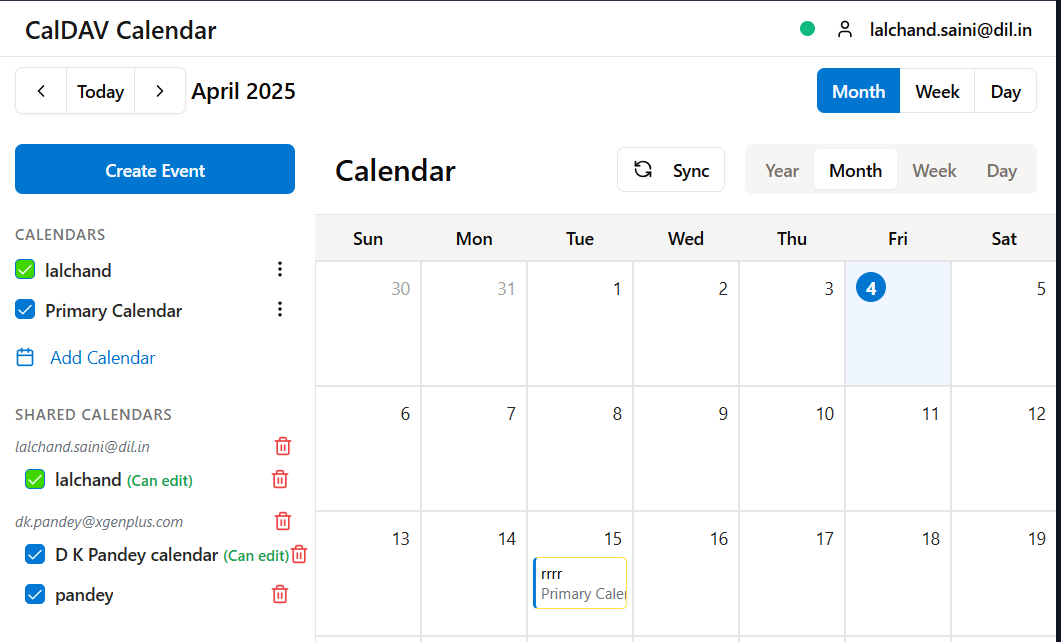 CalDAV Calendar
lalchand.saini@dil.in
Today
April 2025
Month Week Day
Create Event
Calendar
Sync
Year Month Week Day
CALENDARS
lalchand
Primary Calendar
Add Calendar
SHARED CALENDARS
lalchand.saini@dil.in
lalchand (Can edit)
dk.pandey@xgenplus.com
D K Pandey calendar (Can edit)
pandey
Sun Mon Tue Wed Thu Fri Sat
30 31 1 2 3 4 5
6 7 8 9 10 11 12
13 14 15 16 17 18 19
rrrr
Primary Cale